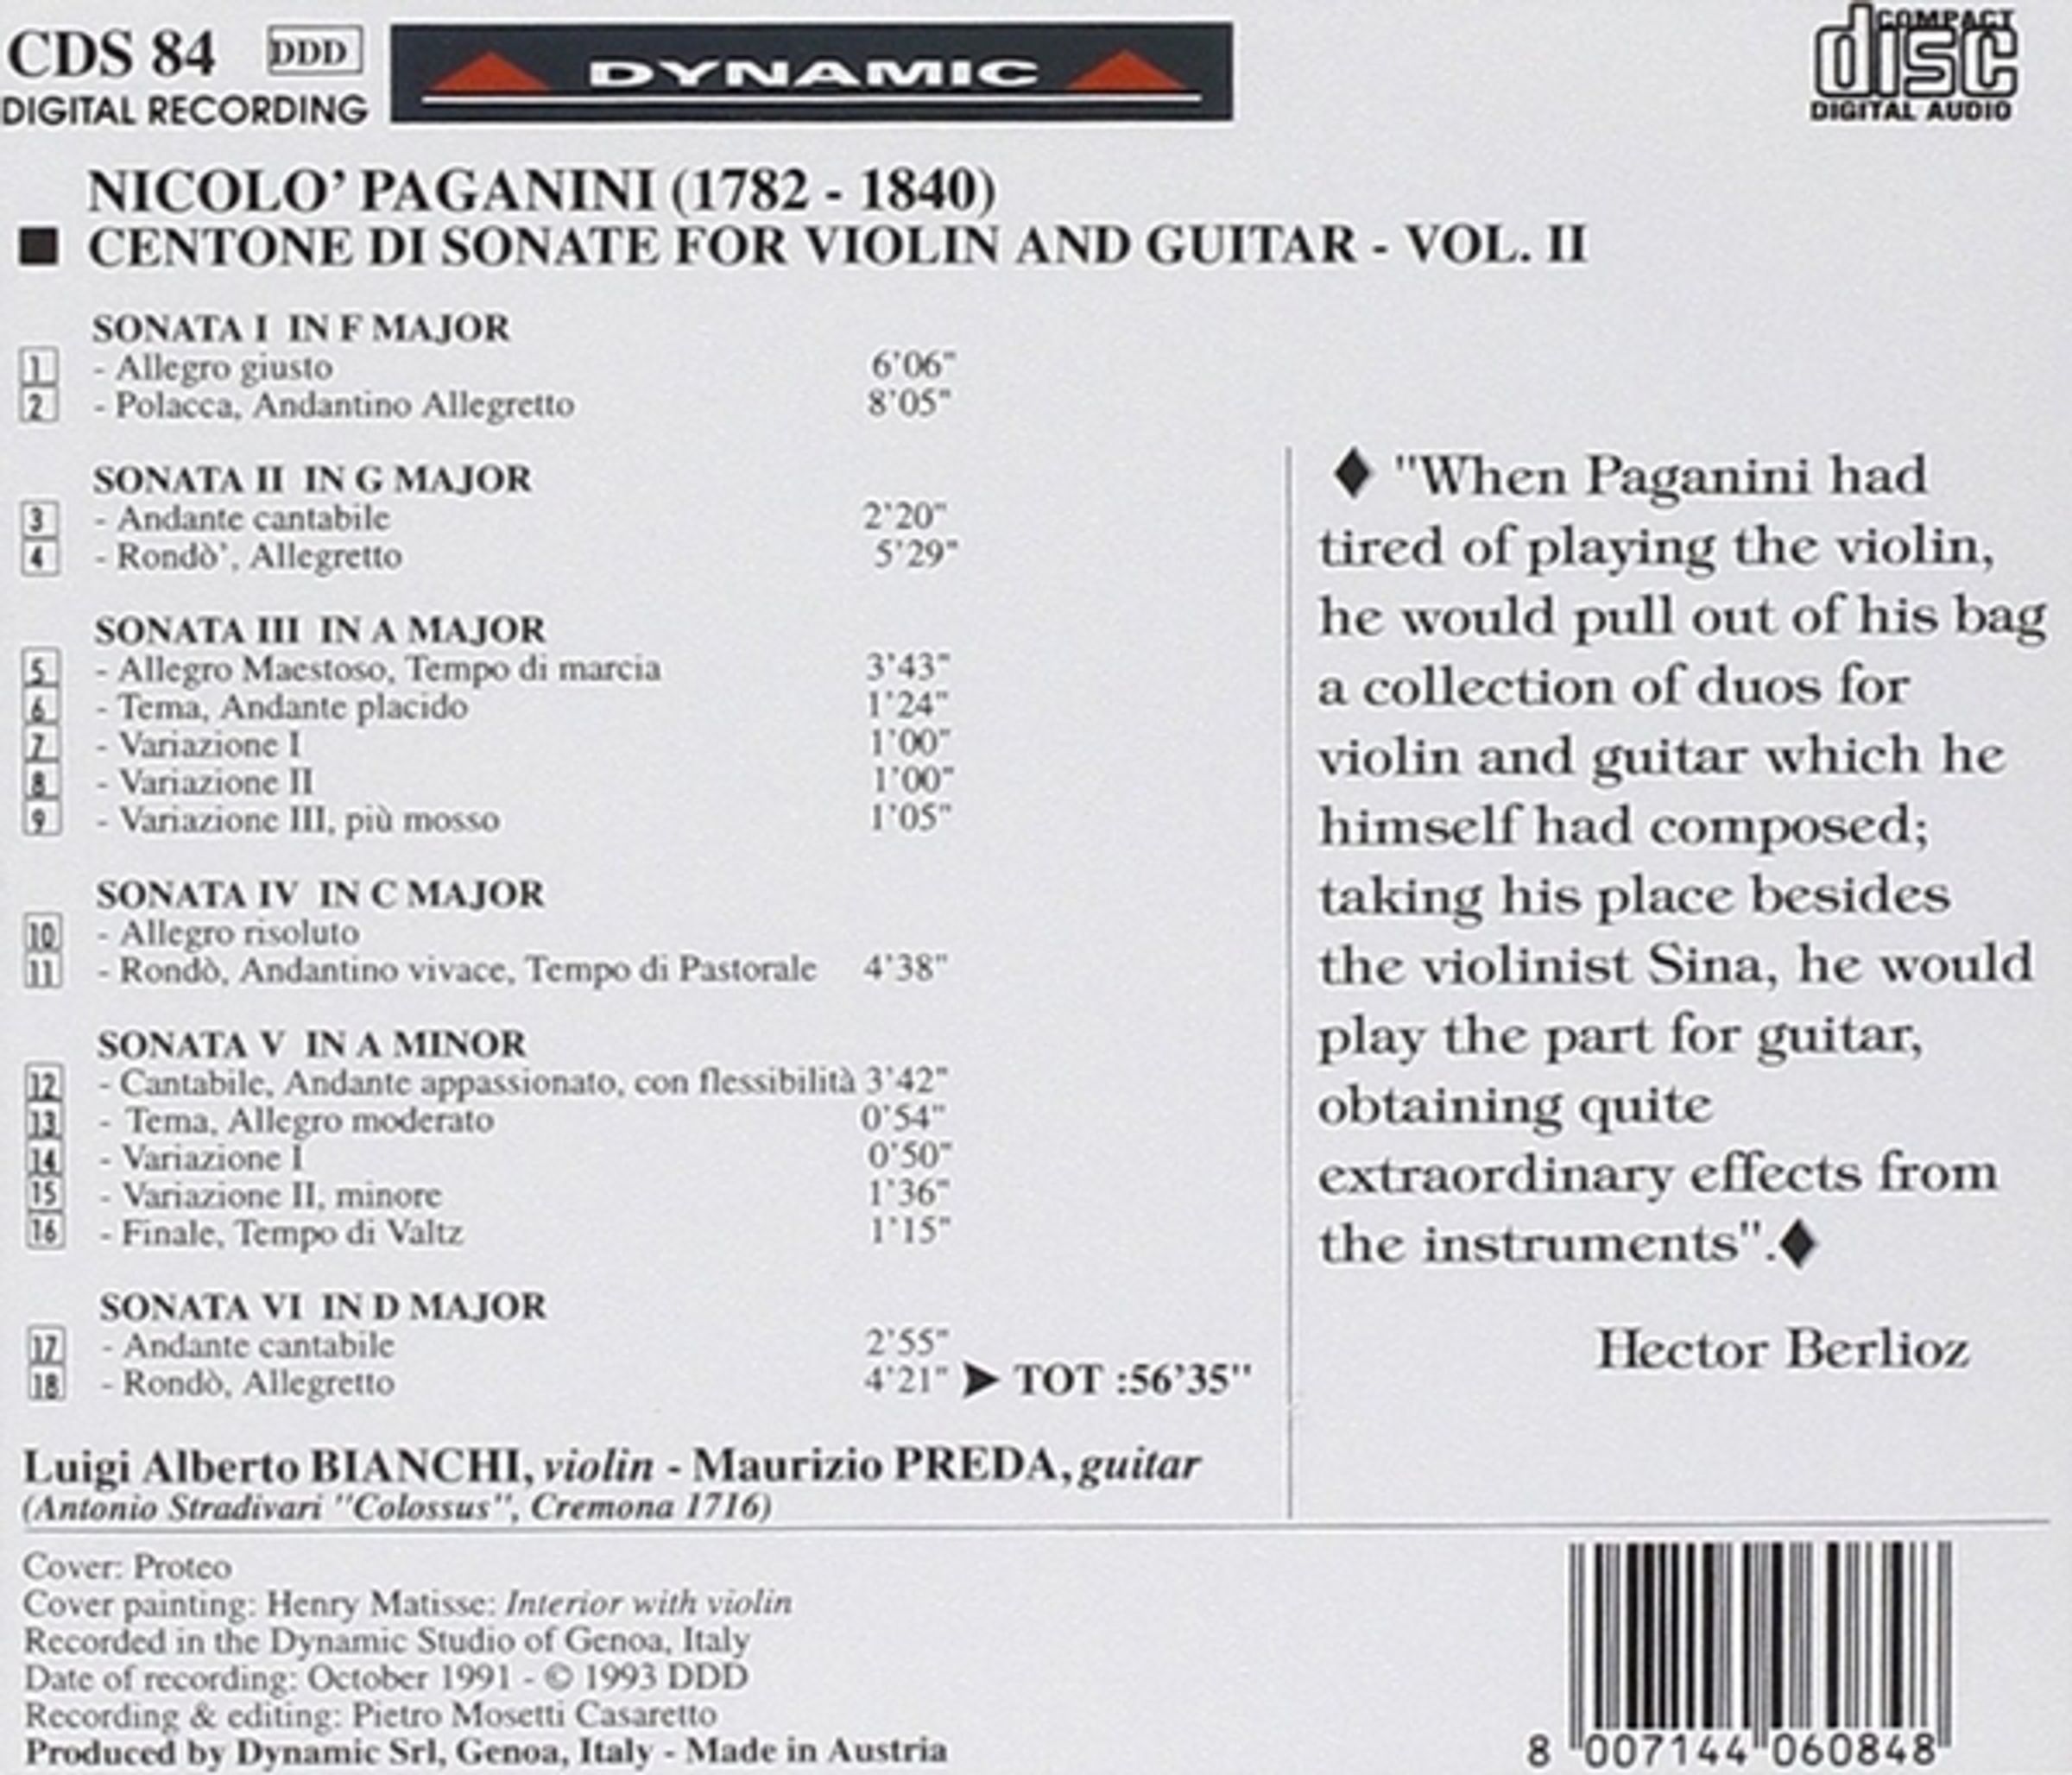 CDS 84 DDD
DIGITAL RECORDING
DYNAMIC
COMPACT
disc
DIGITAL AUDIO
NICOLO' PAGANINI (1782 - 1840)
■ CENTONE DI SONATE FOR VIOLIN AND GUITAR - VOL. II
SONATA I IN F MAJOR
1 - Allegro giusto 6'06"
2 - Polacca, Andantino Allegretto 8'05"
SONATA II IN G MAJOR
3 - Andante cantabile 2'20"
4 - Rondò', Allegretto 5'29"
SONATA III IN A MAJOR
5 - Allegro Maestoso, Tempo di marcia 3'43"
6 - Tema, Andante placido 1'24"
7 - Variazione I 1'00"
8 - Variazione II 1'00"
9 - Variazione III, più mosso 1'05"
SONATA IV IN C MAJOR
10 - Allegro risoluto
11 - Rondò, Andantino vivace, Tempo di Pastorale 4'38"
SONATA V IN A MINOR
12 - Cantabile, Andante appassionato, con flessibilità 3'42"
13 - Tema, Allegro moderato 0'54"
14 - Variazione I 0'50"
15 - Variazione II, minore 1'36"
16 - Finale, Tempo di Valtz 1'15"
SONATA VI IN D MAJOR
17 - Andante cantabile 2'55"
18 - Rondò, Allegretto 4'21" ➤ TOT :56'35"
♦ "When Paganini had
tired of playing the violin,
he would pull out of his bag
a collection of duos for
violin and guitar which he
himself had composed;
taking his place besides
the violinist Sina, he would
play the part for guitar,
obtaining quite
extraordinary effects from
the instruments".♦
Hector Berlioz
Luigi Alberto BIANCHI, violin - Maurizio PREDA, guitar
(Antonio Stradivari "Colossus", Cremona 1716)
Cover: Proteo
Cover painting: Henry Matisse: Interior with violin
Recorded in the Dynamic Studio of Genoa, Italy
Date of recording: October 1991 - © 1993 DDD
Recording & editing: Pietro Mosetti Casaretto
Produced by Dynamic Srl, Genoa, Italy - Made in Austria
8 007144 060848